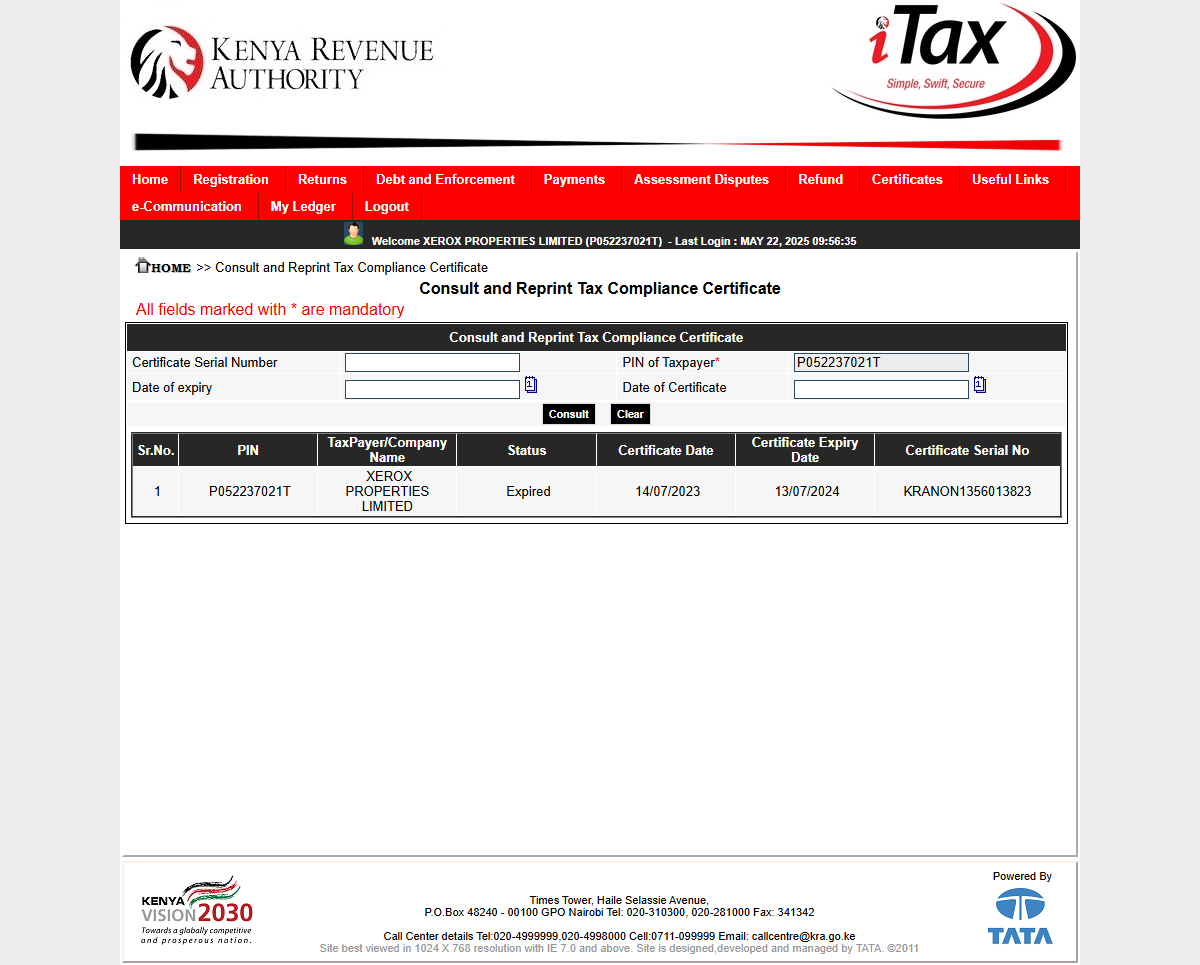 KENYA REVENUE
AUTHORITY
iTax
Simple, Swift, Secure
Home Registration Returns Debt and Enforcement Payments Assessment Disputes Refund Certificates Useful Links
e-Communication My Ledger Logout
Welcome XEROX PROPERTIES LIMITED (P052237021T) - Last Login : MAY 22, 2025 09:56:35
HOME >> Consult and Reprint Tax Compliance Certificate
Consult and Reprint Tax Compliance Certificate
All fields marked with * are mandatory
Consult and Reprint Tax Compliance Certificate
Certificate Serial Number PIN of Taxpayer* P052237021T
Date of expiry 1 Date of Certificate 1
Consult Clear
Sr.No. PIN TaxPayer/Company Name Status Certificate Date Certificate Expiry Date Certificate Serial No
1 P052237021T XEROX PROPERTIES LIMITED Expired 14/07/2023 13/07/2024 KRANON1356013823
KENYA
VISION 2030
Towards a globally competitive
and prosperous nation.
Times Tower, Haile Selassie Avenue,
P.O.Box 48240 - 00100 GPO Nairobi Tel: 020-310300, 020-281000 Fax: 341342
Call Center details Tel:020-4999999,020-4998000 Cell:0711-099999 Email: callcentre@kra.go.ke
Site best viewed in 1024 X 768 resolution with IE 7.0 and above. Site is designed,developed and managed by TATA. ©2011
Powered By
TATA